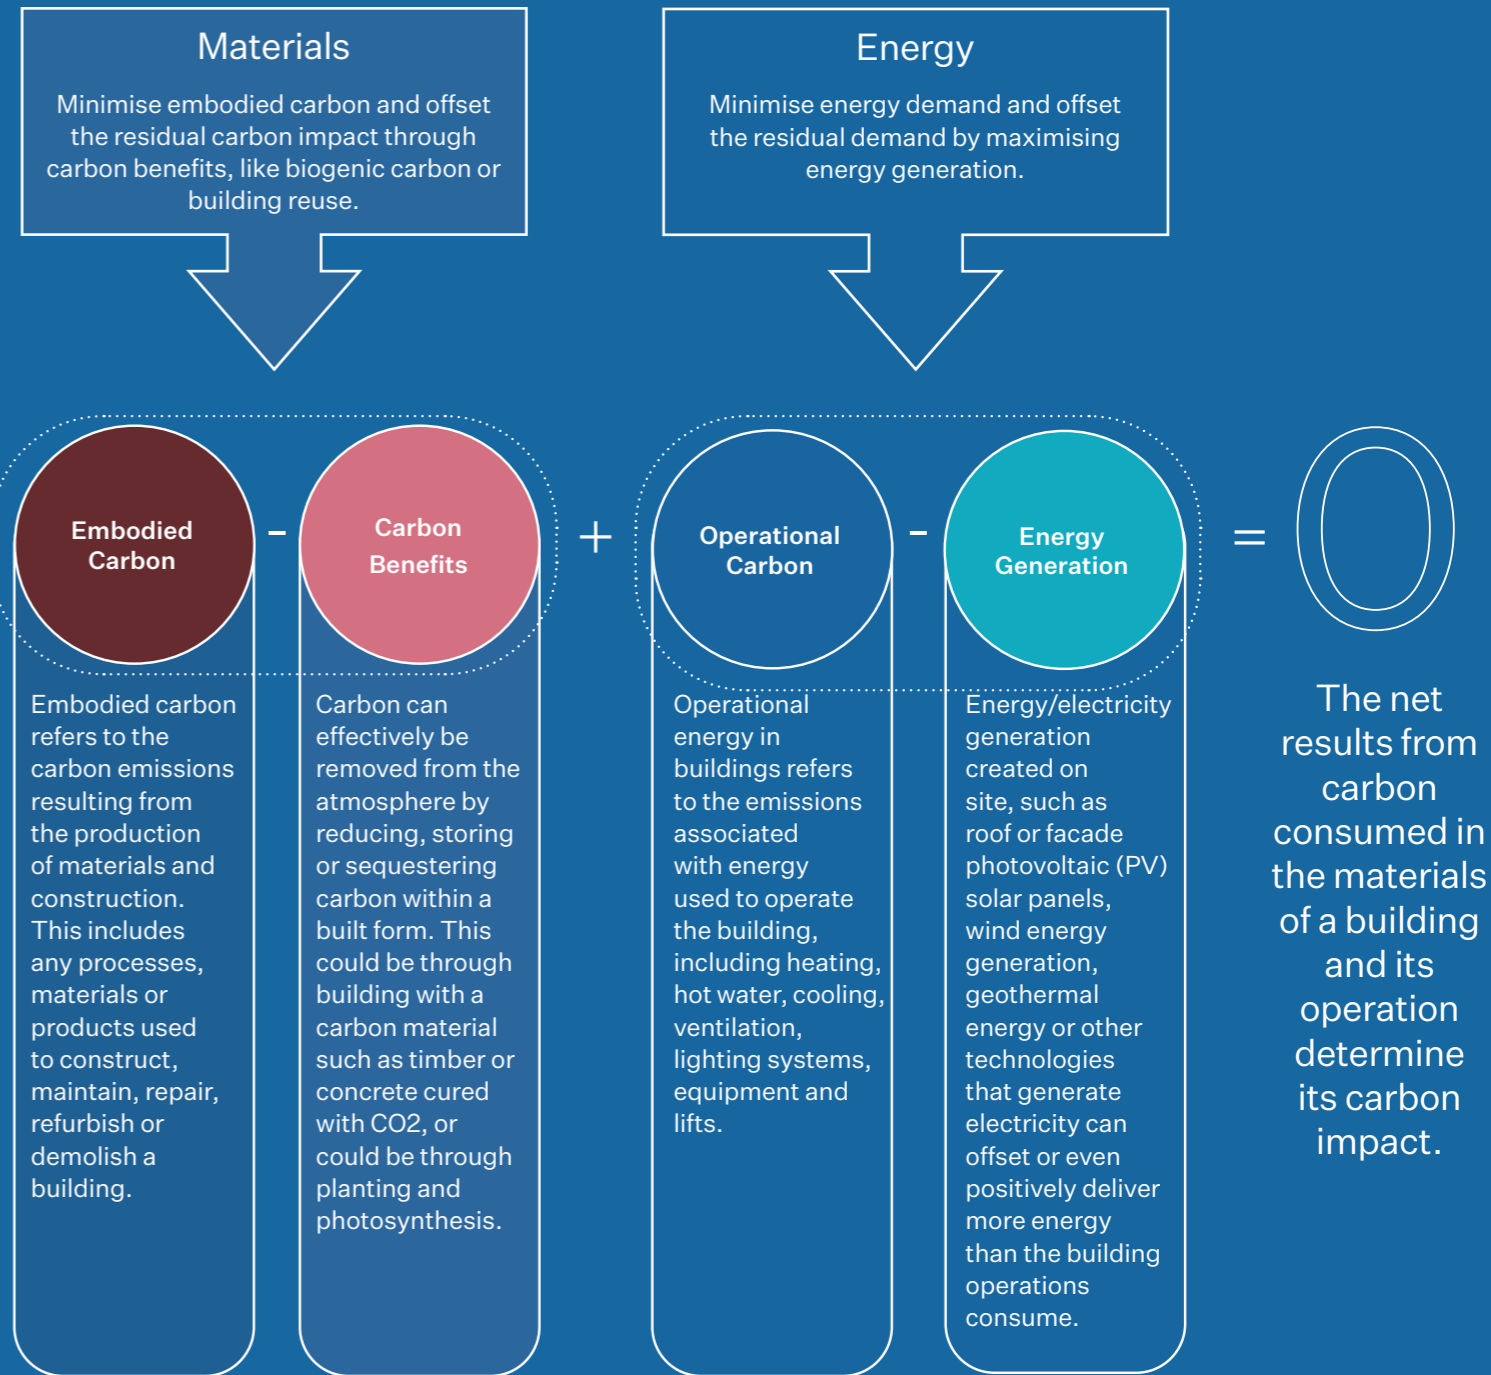 Materials
Minimise embodied carbon and offset
the residual carbon impact through
carbon benefits, like biogenic carbon or
building reuse.
Energy
Minimise energy demand and offset
the residual demand by maximising
energy generation.
Embodied
Carbon
-
Carbon
Benefits
+
Operational
Carbon
-
Energy
Generation
=
0
Embodied carbon
refers to the
carbon emissions
resulting from
the production
of materials and
construction.
This includes
any processes,
materials or
products used
to construct,
maintain, repair,
refurbish or
demolish a
building.
Carbon can
effectively be
removed from the
atmosphere by
reducing, storing
or sequestering
carbon within a
built form. This
could be through
building with a
carbon material
such as timber or
concrete cured
with CO2, or
could be through
planting and
photosynthesis.
Operational
energy in
buildings refers
to the emissions
associated
with energy
used to operate
the building,
including heating,
hot water, cooling,
ventilation,
lighting systems,
equipment and
lifts.
Energy/electricity
generation
created on
site, such as
roof or facade
photovoltaic (PV)
solar panels,
wind energy
generation,
geothermal
energy or other
technologies
that generate
electricity can
offset or even
positively deliver
more energy
than the building
operations
consume.
The net
results from
carbon
consumed in
the materials
of a building
and its
operation
determine
its carbon
impact.